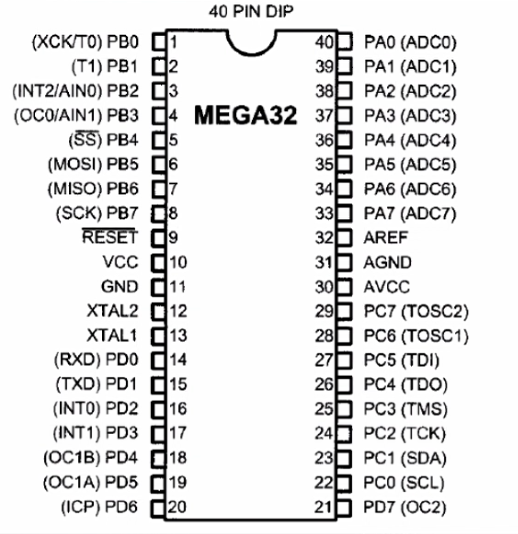 40 PIN DIP
MEGA32
(XCK/T0) PB0 1
(T1) PB1 2
(INT2/AIN0) PB2 3
(OC0/AIN1) PB3 4
(SS) PB4 5
(MOSI) PB5 6
(MISO) PB6 7
(SCK) PB7 8
RESET 9
VCC 10
GND 11
XTAL2 12
XTAL1 13
(RXD) PD0 14
(TXD) PD1 15
(INT0) PD2 16
(INT1) PD3 17
(OC1B) PD4 18
(OC1A) PD5 19
(ICP) PD6 20
40 PA0 (ADC0)
39 PA1 (ADC1)
38 PA2 (ADC2)
37 PA3 (ADC3)
36 PA4 (ADC4)
35 PA5 (ADC5)
34 PA6 (ADC6)
33 PA7 (ADC7)
32 AREF
31 AGND
30 AVCC
29 PC7 (TOSC2)
28 PC6 (TOSC1)
27 PC5 (TDI)
26 PC4 (TDO)
25 PC3 (TMS)
24 PC2 (TCK)
23 PC1 (SDA)
22 PC0 (SCL)
21 PD7 (OC2)